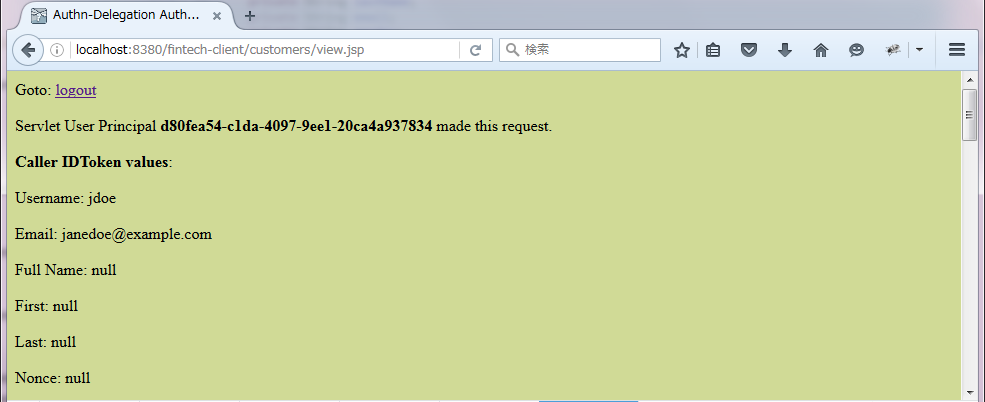 Authn-Delegation Auth...
localhost:8380/fintech-client/customers/view.jsp
検索
Goto: logout
Servlet User Principal d80fea54-c1da-4097-9ee1-20ca4a937834 made this request.
Caller IDToken values:
Username: jdoe
Email: janedoe@example.com
Full Name: null
First: null
Last: null
Nonce: null